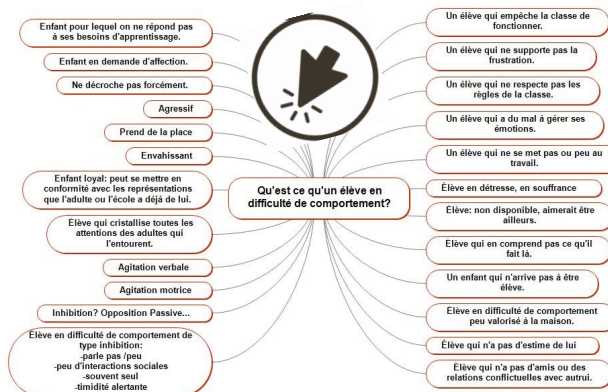 Enfant pour lequel on ne répond pas
à ses besoins d'apprentissage.
Enfant en demande d'affection.
Ne décroche pas forcément.
Agressif
Prend de la place
Envahissant
Enfant loyal: peut se mettre en
conformité avec les représentations
que l'adulte ou l'école a déjà de lui.
Élève qui cristallise toutes les
attentions des adultes qui
l'entourent.
Agitation verbale
Agitation motrice
Inhibition? Opposition Passive...
Élève en difficulté de comportement de
type inhibition:
-parle pas /peu
-peu d'interactions sociales
-souvent seul
-timidité alertante
Qu'est ce qu'un élève en
difficulté de comportement?
Un élève qui empêche la classe de
fonctionner.
Un élève qui ne supporte pas la
frustration.
Un élève qui ne respecte pas les
règles de la classe.
Un élève qui a du mal à gérer ses
émotions.
Un élève qui ne se met pas ou peu au
travail.
Élève en détresse, en souffrance
Élève: non disponible, aimerait être
ailleurs.
Élève qui en comprend pas ce qu'il
fait là.
Un enfant qui n'arrive pas à être
élève.
Élève en difficulté de comportement
peu valorisé à la maison.
Élève qui n'a pas d'estime de lui
Élève qui n'a pas d'amis ou des
relations conflictuelles avec autrui.